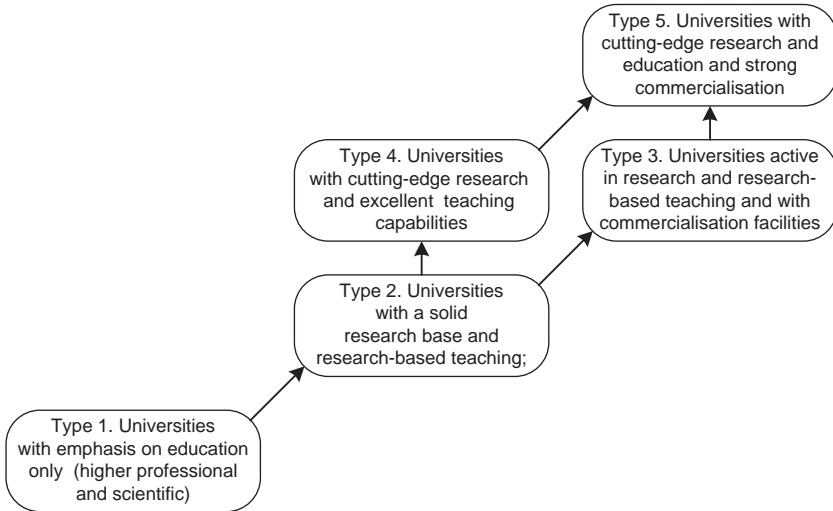 Type 5. Universities with
cutting-edge research and
education and strong
commercialisation
Type 4. Universities
with cutting-edge research
and excellent teaching
capabilities
Type 3. Universities active
in research and research-
based teaching and with
commercialisation facilities
Type 2. Universities
with a solid
research base and
research-based teaching;
Type 1. Universities
with emphasis on education
only (higher professional
and scientific)